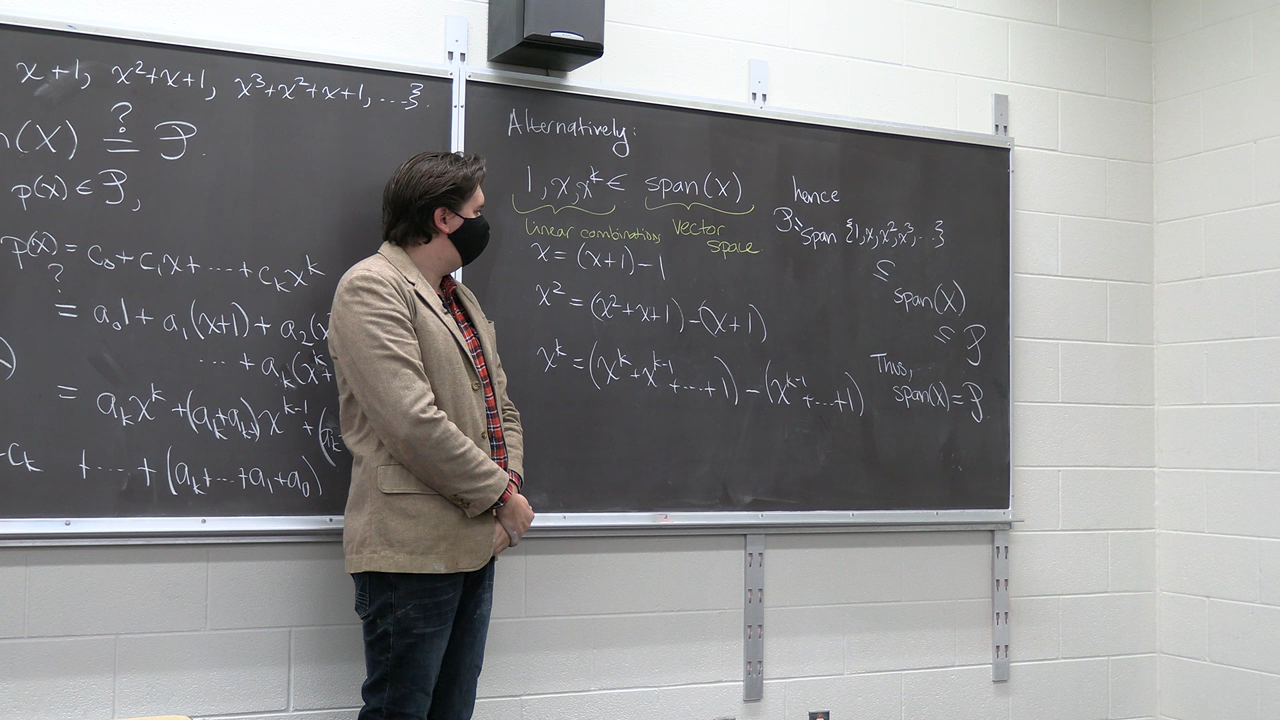 x+1, x²+x+1, x³+x²+x+1, ...}.
(X) ≟ P.
p(x) ∈ P,
p(x) = c₀ + c₁x + ... + cₖxᵏ
?
= a₀1 + a₁(x+1) + a₂(x
... + aₖ(x
= aₖxᵏ + (aₖ+aₖ₋₁)xᵏ⁻¹ + (a
cₖ + ... + (aₖ + ... + a₁ + a₀)
Alternatively:
1, x, xᵏ ∈ span(X)
linear combinations vector space
x = (x+1) - 1
x² = (x²+x+1) - (x+1)
xᵏ = (xᵏ+xᵏ⁻¹+...+1) - (xᵏ⁻¹+...+1)
hence
P = span {1, x, x², x³, ...}
⊆
span(X)
⊆ P
Thus,
span(X) = P.